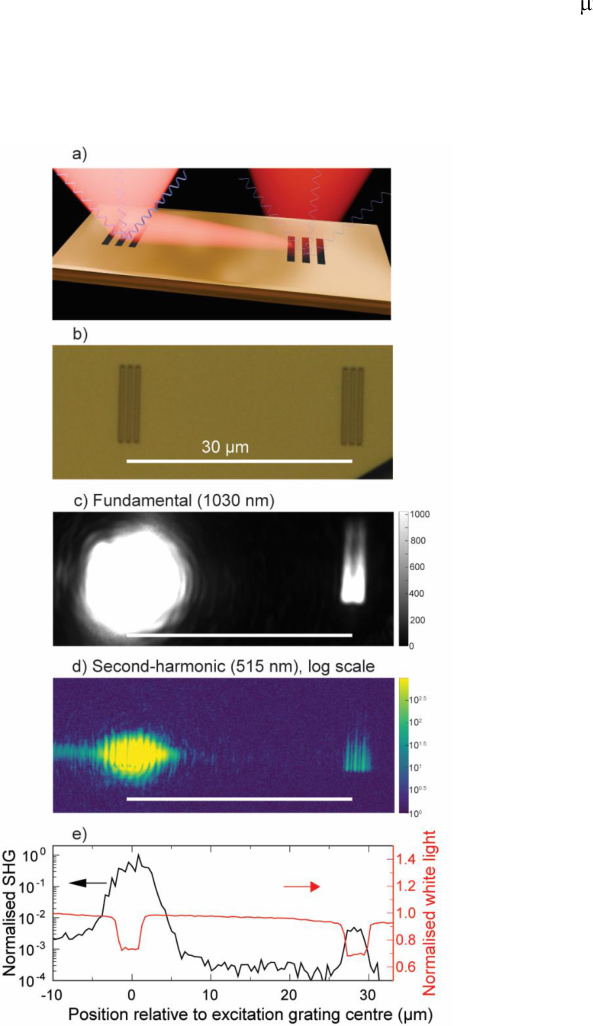 a)
b)
30 µm
c) Fundamental (1030 nm)
1000
800
600
400
200
0
d) Second-harmonic (515 nm), log scale
10^2.5
10^2
10^1.5
10^1
10^0.5
10^0
e)
Normalised SHG
10^0
10^-1
10^-2
10^-3
10^-4
1.4
1.2
1.0
0.8
0.6
Normalised white light
-10 0 10 20 30
Position relative to excitation grating centre (µm)